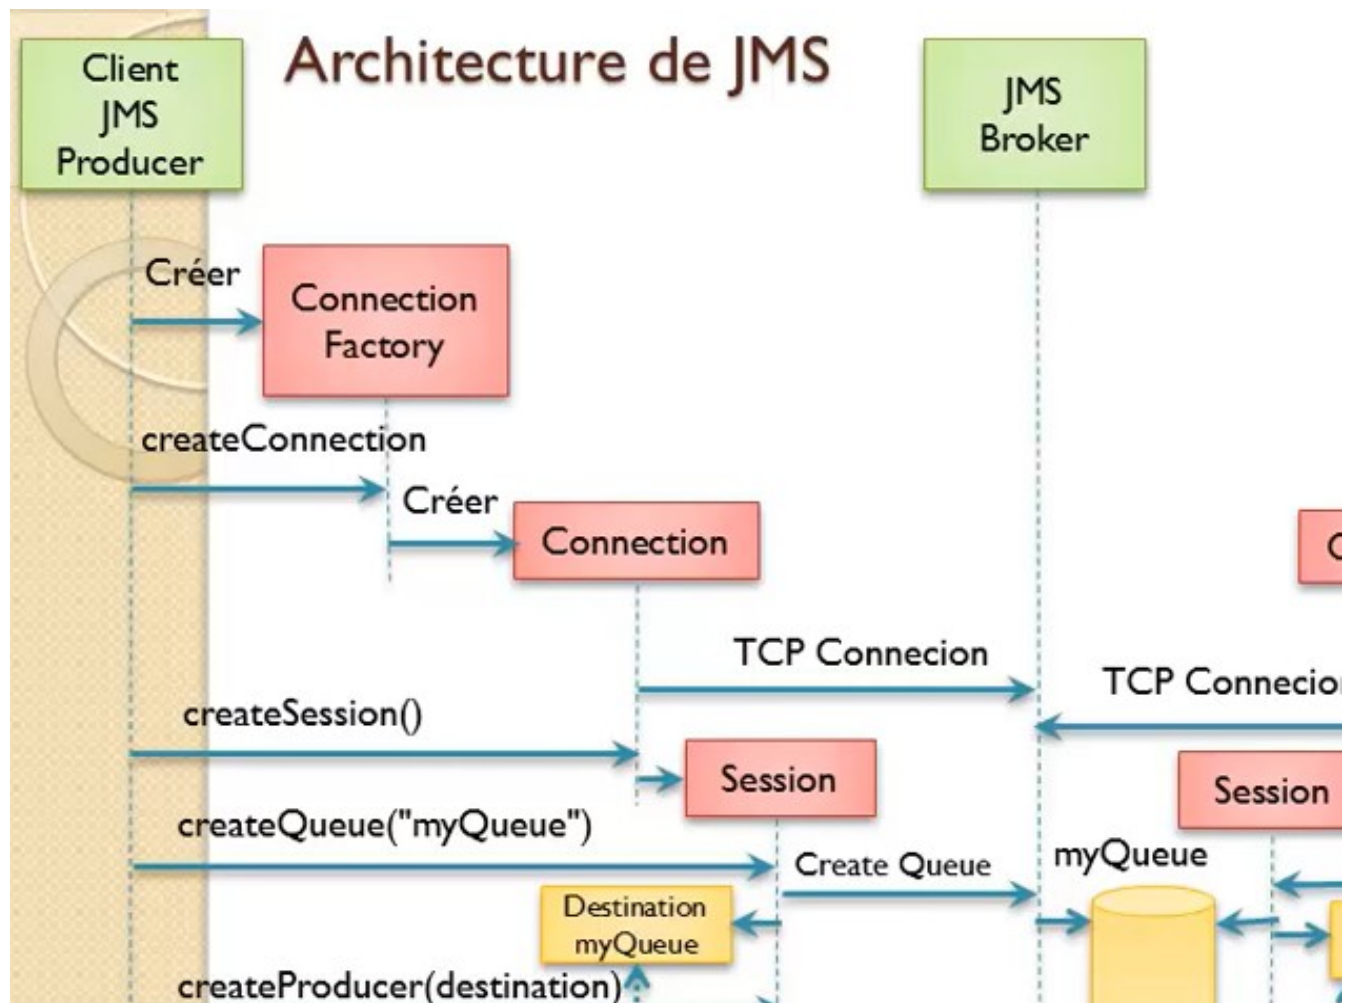 Architecture de JMS
Client
JMS
Producer
JMS
Broker
Créer
Connection
Factory
createConnection
Créer
Connection
C
TCP Connecion
TCP Connecion
createSession()
Session
Session
createQueue("myQueue")
Create Queue
myQueue
Destination
myQueue
createProducer(destination)